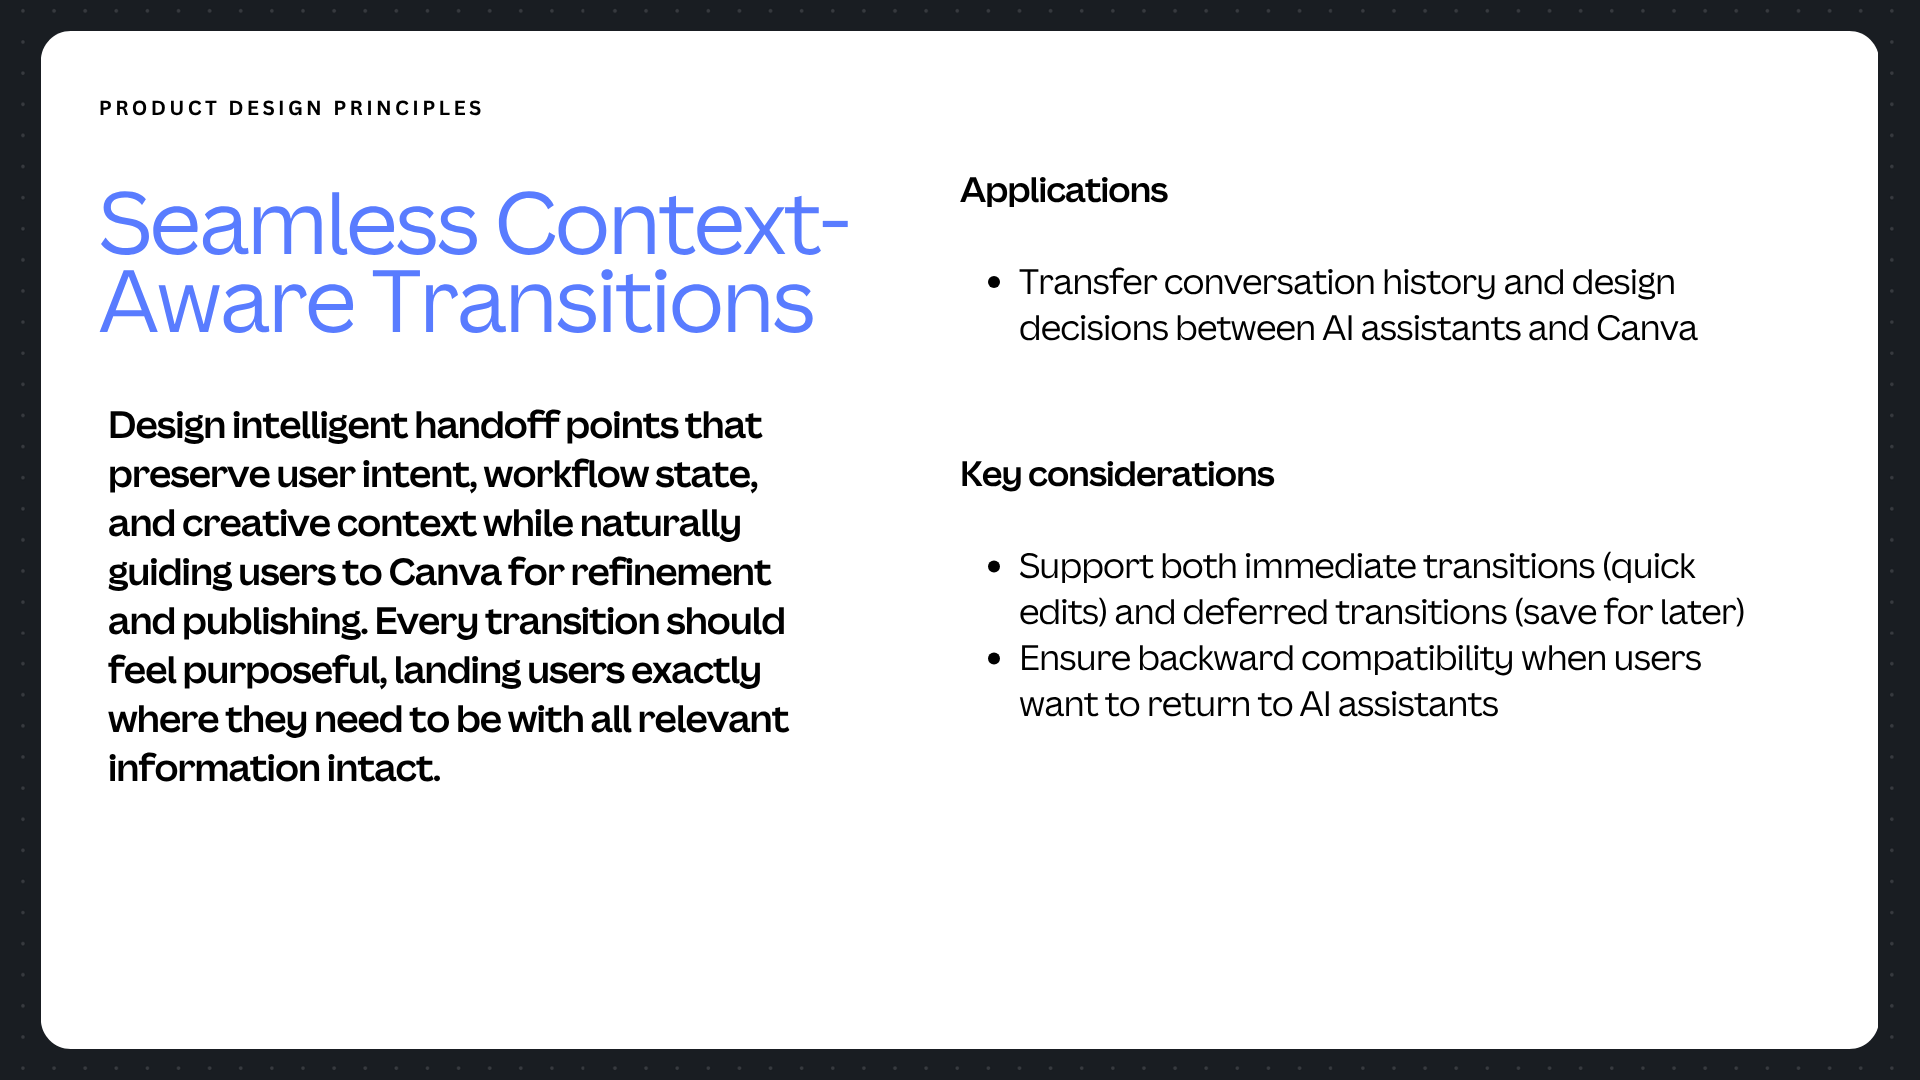 PRODUCT DESIGN PRINCIPLES
Seamless Context-
Aware Transitions
Design intelligent handoff points that
preserve user intent, workflow state,
and creative context while naturally
guiding users to Canva for refinement
and publishing. Every transition should
feel purposeful, landing users exactly
where they need to be with all relevant
information intact.
Applications
• Transfer conversation history and design
decisions between AI assistants and Canva
Key considerations
• Support both immediate transitions (quick
edits) and deferred transitions (save for later)
• Ensure backward compatibility when users
want to return to AI assistants